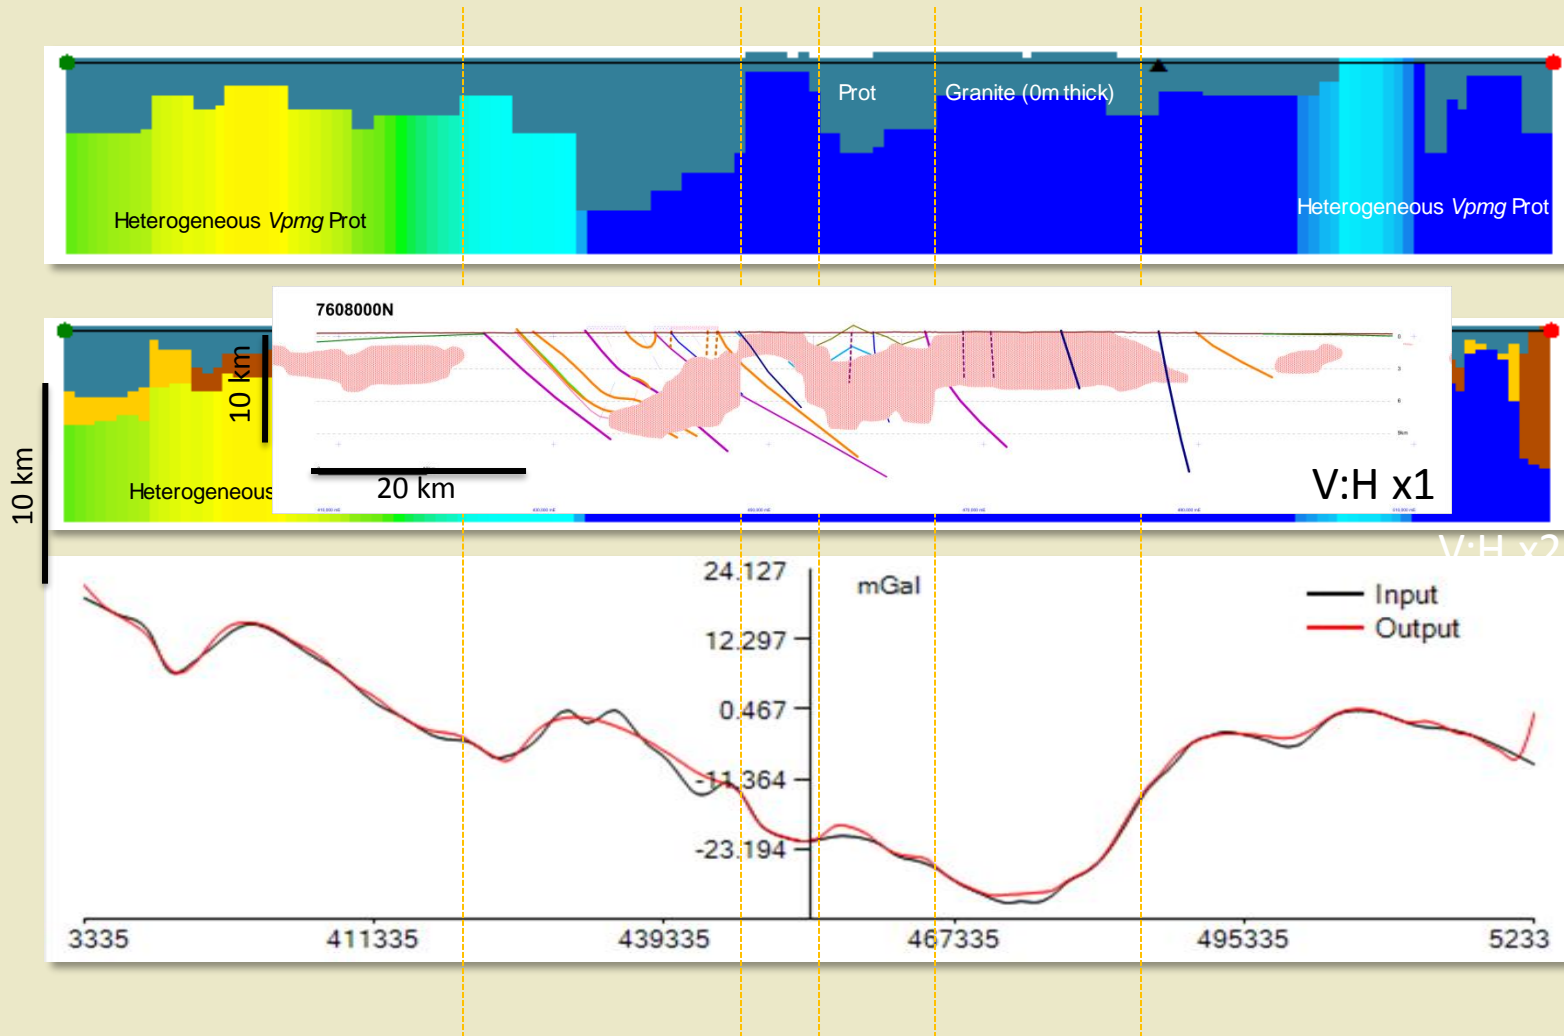 Prot
Granite (0m thick)
Heterogeneous Vpmg Prot
Heterogeneous Vpmg Prot
7608000N
10 km
10 km
20 km
Heterogeneous
V:H x1
V:H x2
24.127
mGal
Input
12.297
Output
0.467
-11.364
-23.194
3335
411335
439335
467335
495335
5233